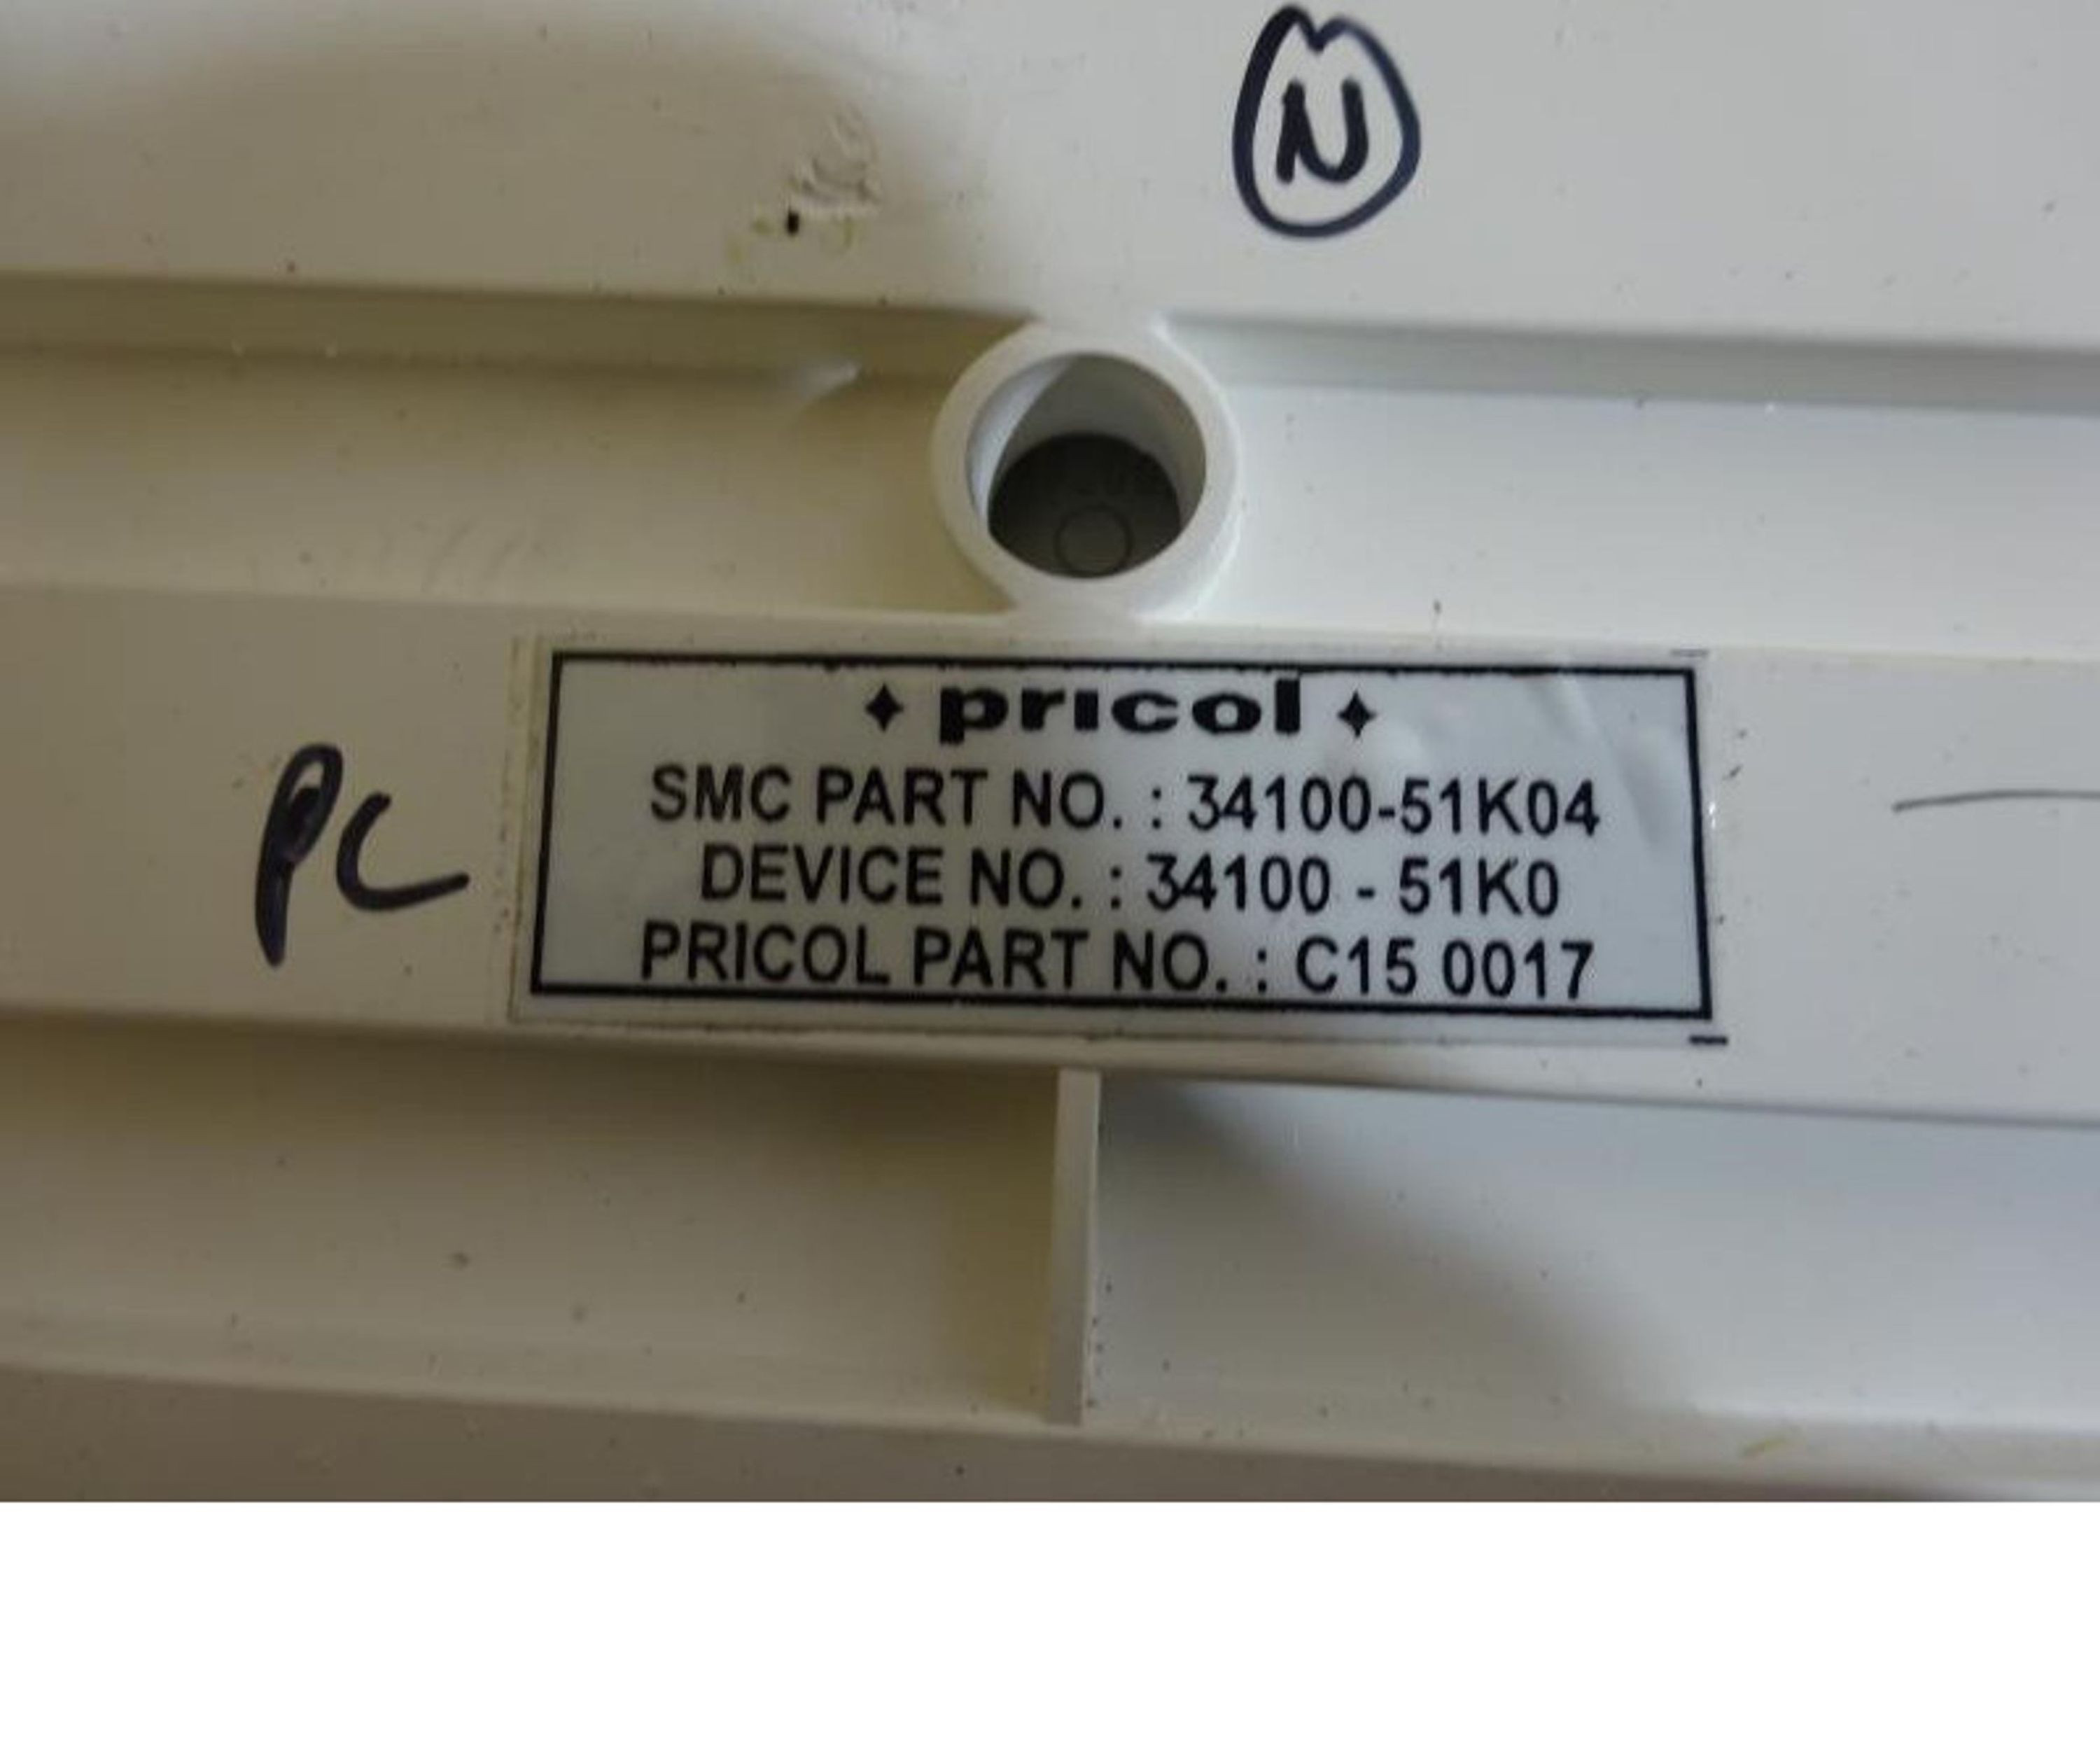 N
pricol
SMC PART NO. : 34100-51K04
DEVICE NO. : 34100 - 51K0
PC
PRICOL PART NO. : C15 0017